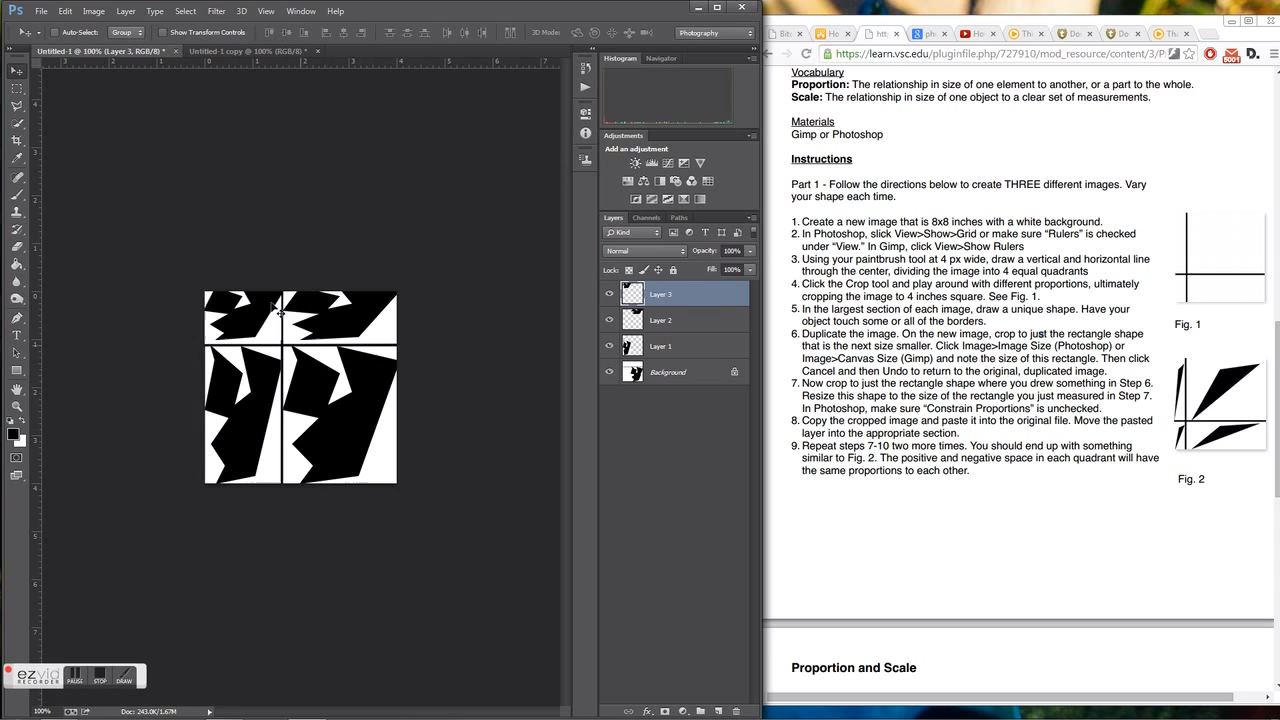 Ps File Edit Image Layer Type Select Filter 3D View Window Help
Auto-Select: Group Show Transform Controls 3D Mode: Photography
Untitled-1 @ 100% (Layer 3, RGB/8) * × Untitled-1 copy @ 100% (RGB/8) * ×
Histogram Navigator
Adjustments
Add an adjustment
Layers Channels Paths
Kind
Normal Opacity: 100%
Lock: Fill: 100%
Layer 3
Layer 2
Layer 1
Background
ezvid
RECORDER
PAUSE STOP DRAW
100% Doc: 243.0K/1.67M
https://learn.vsc.edu/pluginfile.php/727910/mod_resource/content/3/P
Vocabulary
Proportion: The relationship in size of one element to another, or a part to the whole.
Scale: The relationship in size of one object to a clear set of measurements.
Materials
Gimp or Photoshop
Instructions
Part 1 - Follow the directions below to create THREE different images. Vary
your shape each time.
1. Create a new image that is 8x8 inches with a white background.
2. In Photoshop, slick View>Show>Grid or make sure “Rulers” is checked
under “View.” In Gimp, click View>Show Rulers
3. Using your paintbrush tool at 4 px wide, draw a vertical and horizontal line
through the center, dividing the image into 4 equal quadrants
4. Click the Crop tool and play around with different proportions, ultimately
cropping the image to 4 inches square. See Fig. 1.
5. In the largest section of each image, draw a unique shape. Have your
object touch some or all of the borders.
6. Duplicate the image. On the new image, crop to just the rectangle shape
that is the next size smaller. Click Image>Image Size (Photoshop) or
Image>Canvas Size (Gimp) and note the size of this rectangle. Then click
Cancel and then Undo to return to the original, duplicated image.
7. Now crop to just the rectangle shape where you drew something in Step 6.
Resize this shape to the size of the rectangle you just measured in Step 7.
In Photoshop, make sure “Constrain Proportions” is unchecked.
8. Copy the cropped image and paste it into the original file. Move the pasted
layer into the appropriate section.
9. Repeat steps 7-10 two more times. You should end up with something
similar to Fig. 2. The positive and negative space in each quadrant will have
the same proportions to each other.
Fig. 1
Fig. 2
Proportion and Scale